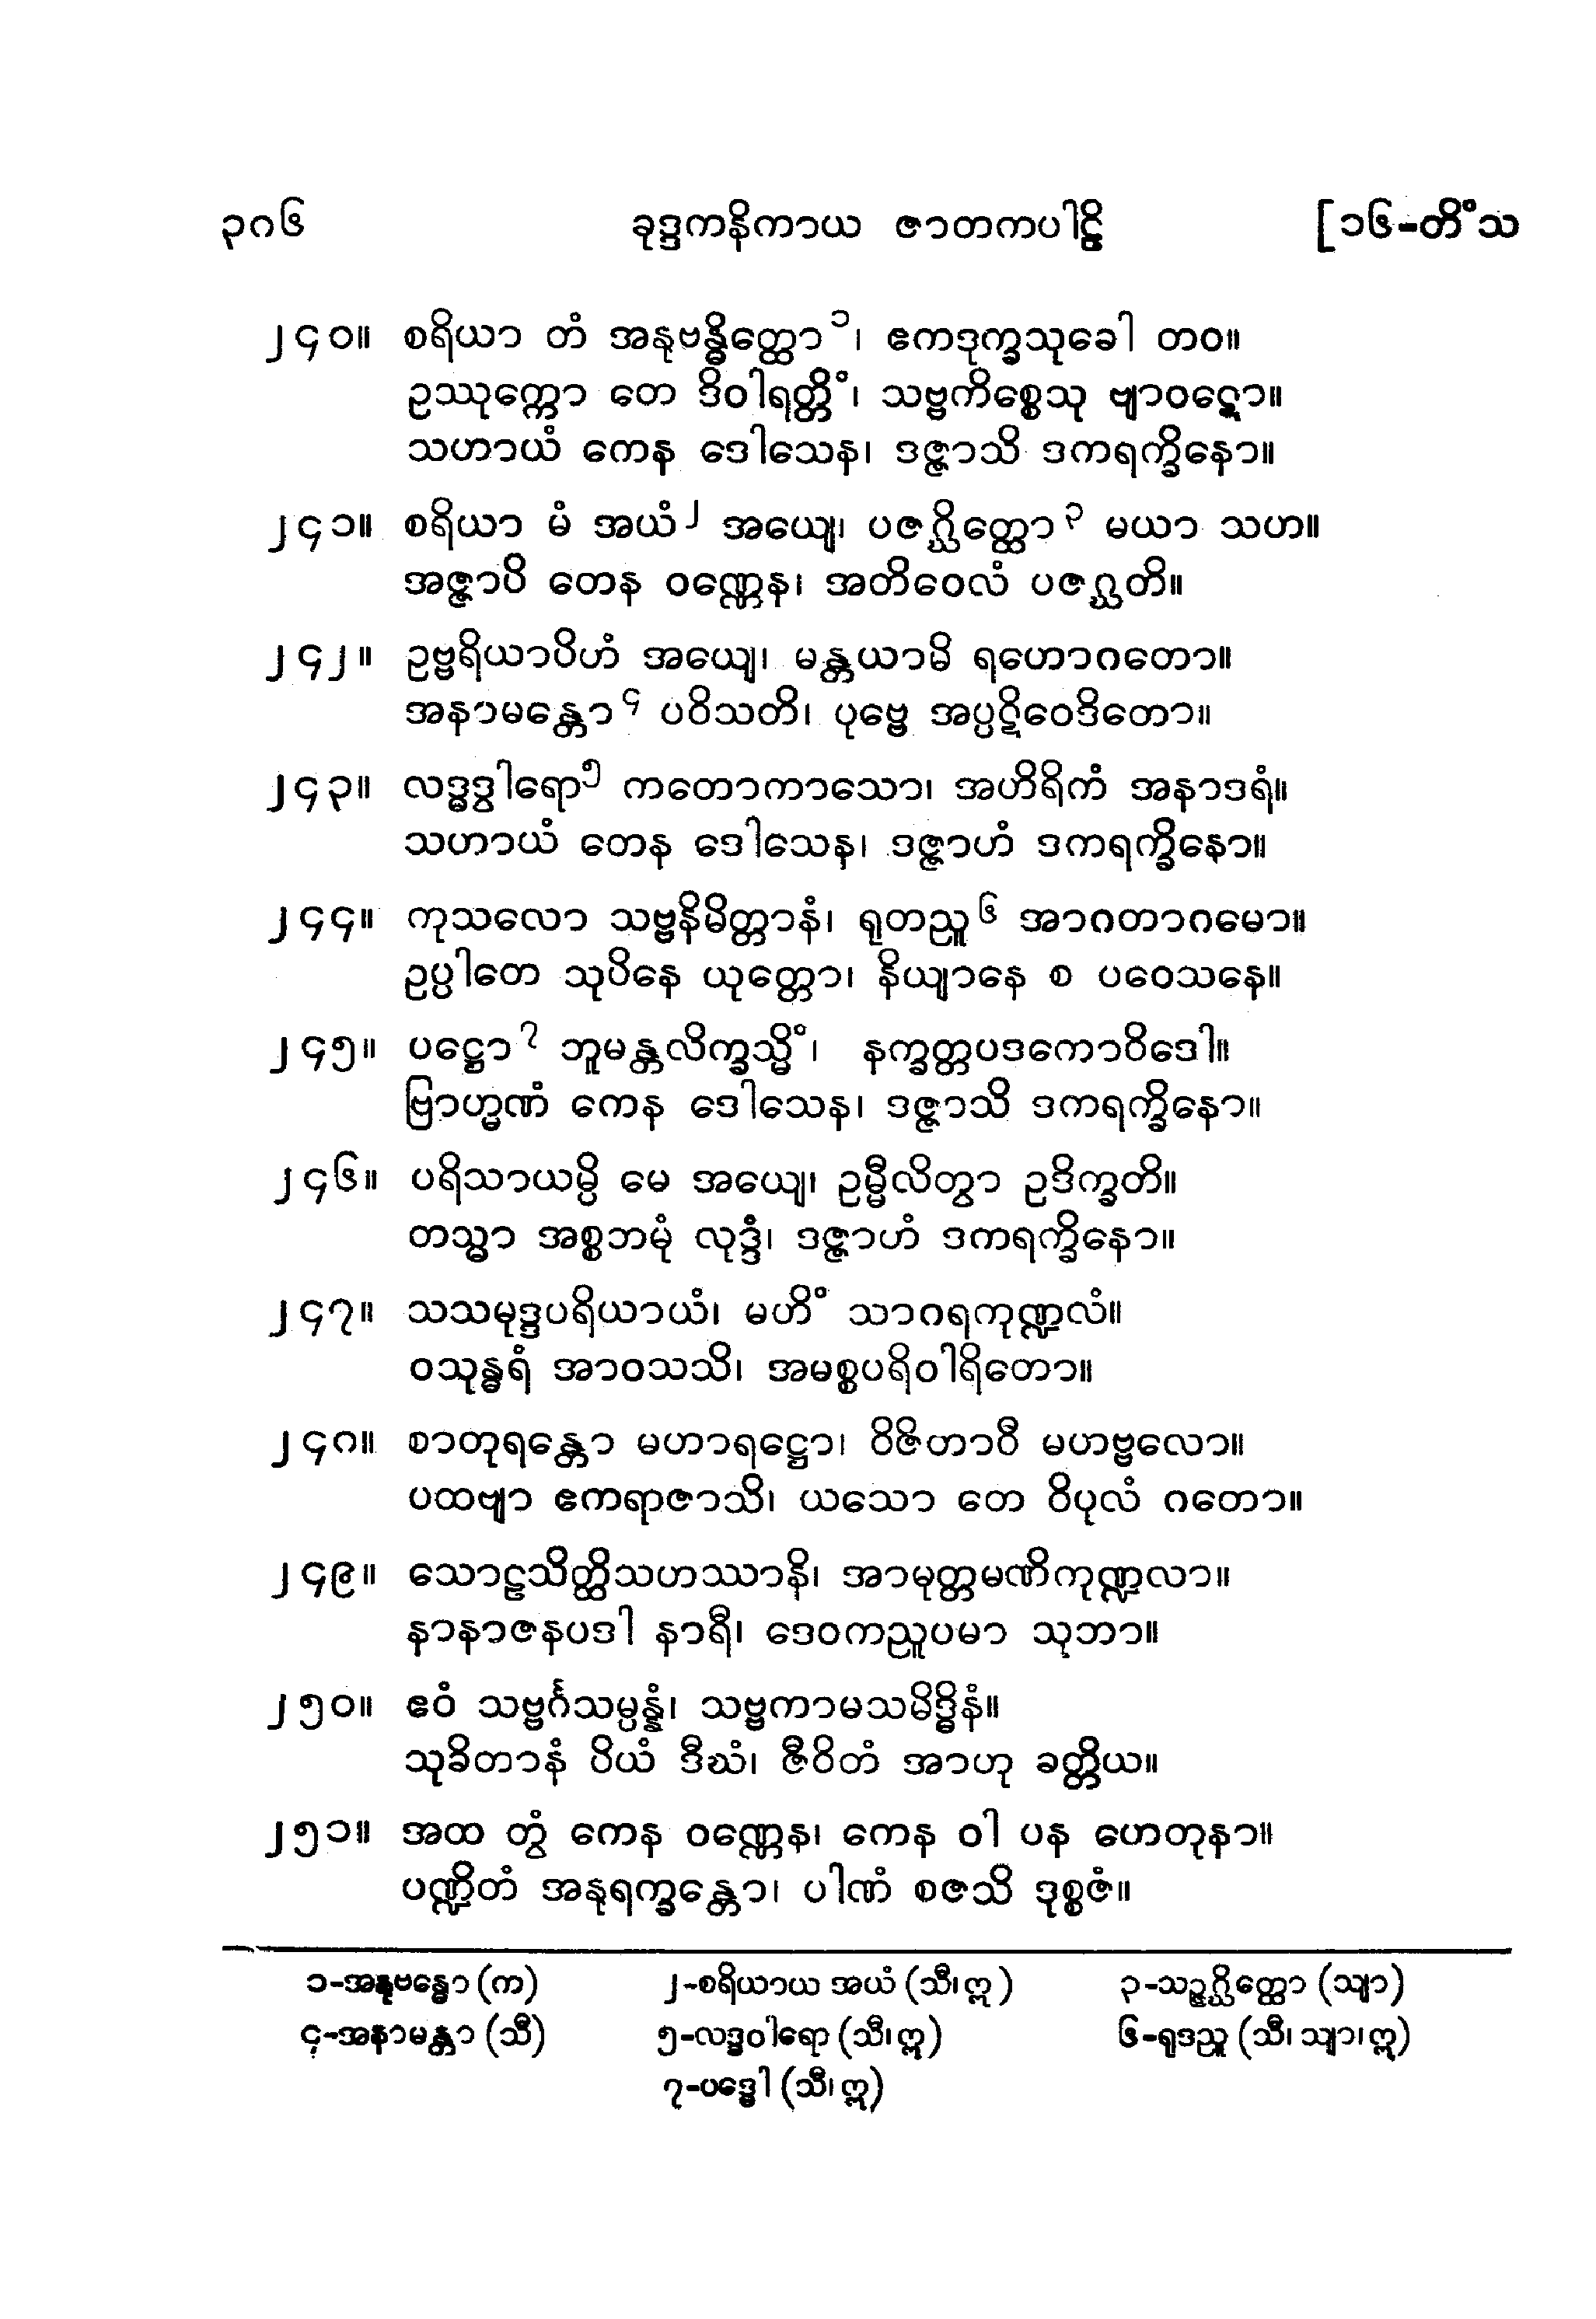 ၃၈၆ ခုဒ္ဒကနိကာယ ဇာတကပါဠိ [၁၆-တိံသ
၂၄၀။ စရိယာ တံ အနုဗန္ဓိတ္ထော၁၊ ဧကဒုက္ခသုခေါ တဝ။
ဥဿုက္ကော တေ ဒိဝါရတ္တိံ၊ သဗ္ဗကိစ္စေသု ဗျာဝဋော။
သဟာယံ ကေန ဒေါသေန၊ ဒဇ္ဇာသိ ဒကရက္ခိနော။
၂၄၁။ စရိယာ မံ အယံ၂ အယျေ၊ ပဇဂ္ဃိတ္ထော၃ မယာ သဟ။
အဇ္ဇာပိ တေန ဝဏ္ဏေန၊ အတိဝေလံ ပဇဂ္ဃတိ။
၂၄၂။ ဥဗ္ဗရိယာပိဟံ အယျေ၊ မန္တယာမိ ရဟောဂတော။
အနာမန္တော၄ ပဝိသတိ၊ ပုဗ္ဗေ အပ္ပဋိဝေဒိတော။
၂၄၃။ လဒ္ဓဒွါရော၅ ကတောကာသော၊ အဟိရိကံ အနာဒရံ။
သဟာယံ တေန ဒေါသေန၊ ဒဇ္ဇာဟံ ဒကရက္ခိနော။
၂၄၄။ ကုသလော သဗ္ဗနိမိတ္တာနံ၊ ရုတညူ၆ အာဂတာဂမော။
ဥပ္ပါတေ သုပိနေ ယုတ္တော၊ နိယျာနေ စ ပဝေသနေ။
၂၄၅။ ပဋ္ဌော၇ ဘူမန္တလိက္ခသ္မိံ၊ နက္ခတ္တပဒကောဝိဒေါ။
ဗြာဟ္မဏံ ကေန ဒေါသေန၊ ဒဇ္ဇာသိ ဒကရက္ခိနော။
၂၄၆။ ပရိသာယမ္ပိ မေ အယျေ၊ ဥမ္မီလိတွာ ဥဒိက္ခတိ။
တသ္မာ အစ္စဘမုံ လုဒ္ဒံ၊ ဒဇ္ဇာဟံ ဒကရက္ခိနော။
၂၄၇။ သသမုဒ္ဒပရိယာယံ၊ မဟိံ သာဂရကုဏ္ဍလံ။
ဝသုန္ဓရံ အာဝသသိ၊ အမစ္စပရိဝါရိတော။
၂၄၈။ စာတုရန္တော မဟာရဋ္ဌော၊ ဝိဇိတာဝီ မဟဗ္ဗလော။
ပထဗျာ ဧကရာဇာသိ၊ ယသော တေ ဝိပုလံ ဂတော။
၂၄၉။ သောဠသိတ္ထိသဟဿာနိ၊ အာမုတ္တမဏိကုဏ္ဍလာ။
နာနာဇနပဒါ နာရီ၊ ဒေဝကညူပမာ သုဘာ။
၂၅၀။ ဧဝံ သဗ္ဗင်္ဂသမ္ပန္နံ၊ သဗ္ဗကာမသမိဒ္ဓိနံ။
သုခိတာနံ ပိယံ ဒီဃံ၊ ဇီဝိတံ အာဟု ခတ္တိယ။
၂၅၁။ အထ တွံ ကေန ဝဏ္ဏေန၊ ကေန ဝါ ပန ဟေတုနာ။
ပဏ္ဍိတံ အနုရက္ခန္တော၊ ပါဏံ စဇသိ ဒုစ္စဇံ။
၁-အနုဗန္ဓော (က) ၂-စရိယာယ အယံ (သီ၊ ဣ) ၃-သဉ္ဇဂ္ဃိတ္ထော (သျာ)
၄-အနာမန္တာ (သီ) ၅-လဒ္ဓဝါရော (သီ၊ ဣ) ၆-ရုဒညူ (သီ၊ သျာ၊ ဣ)
၇-ပဒ္ဓေါ (သီ၊ ဣ)